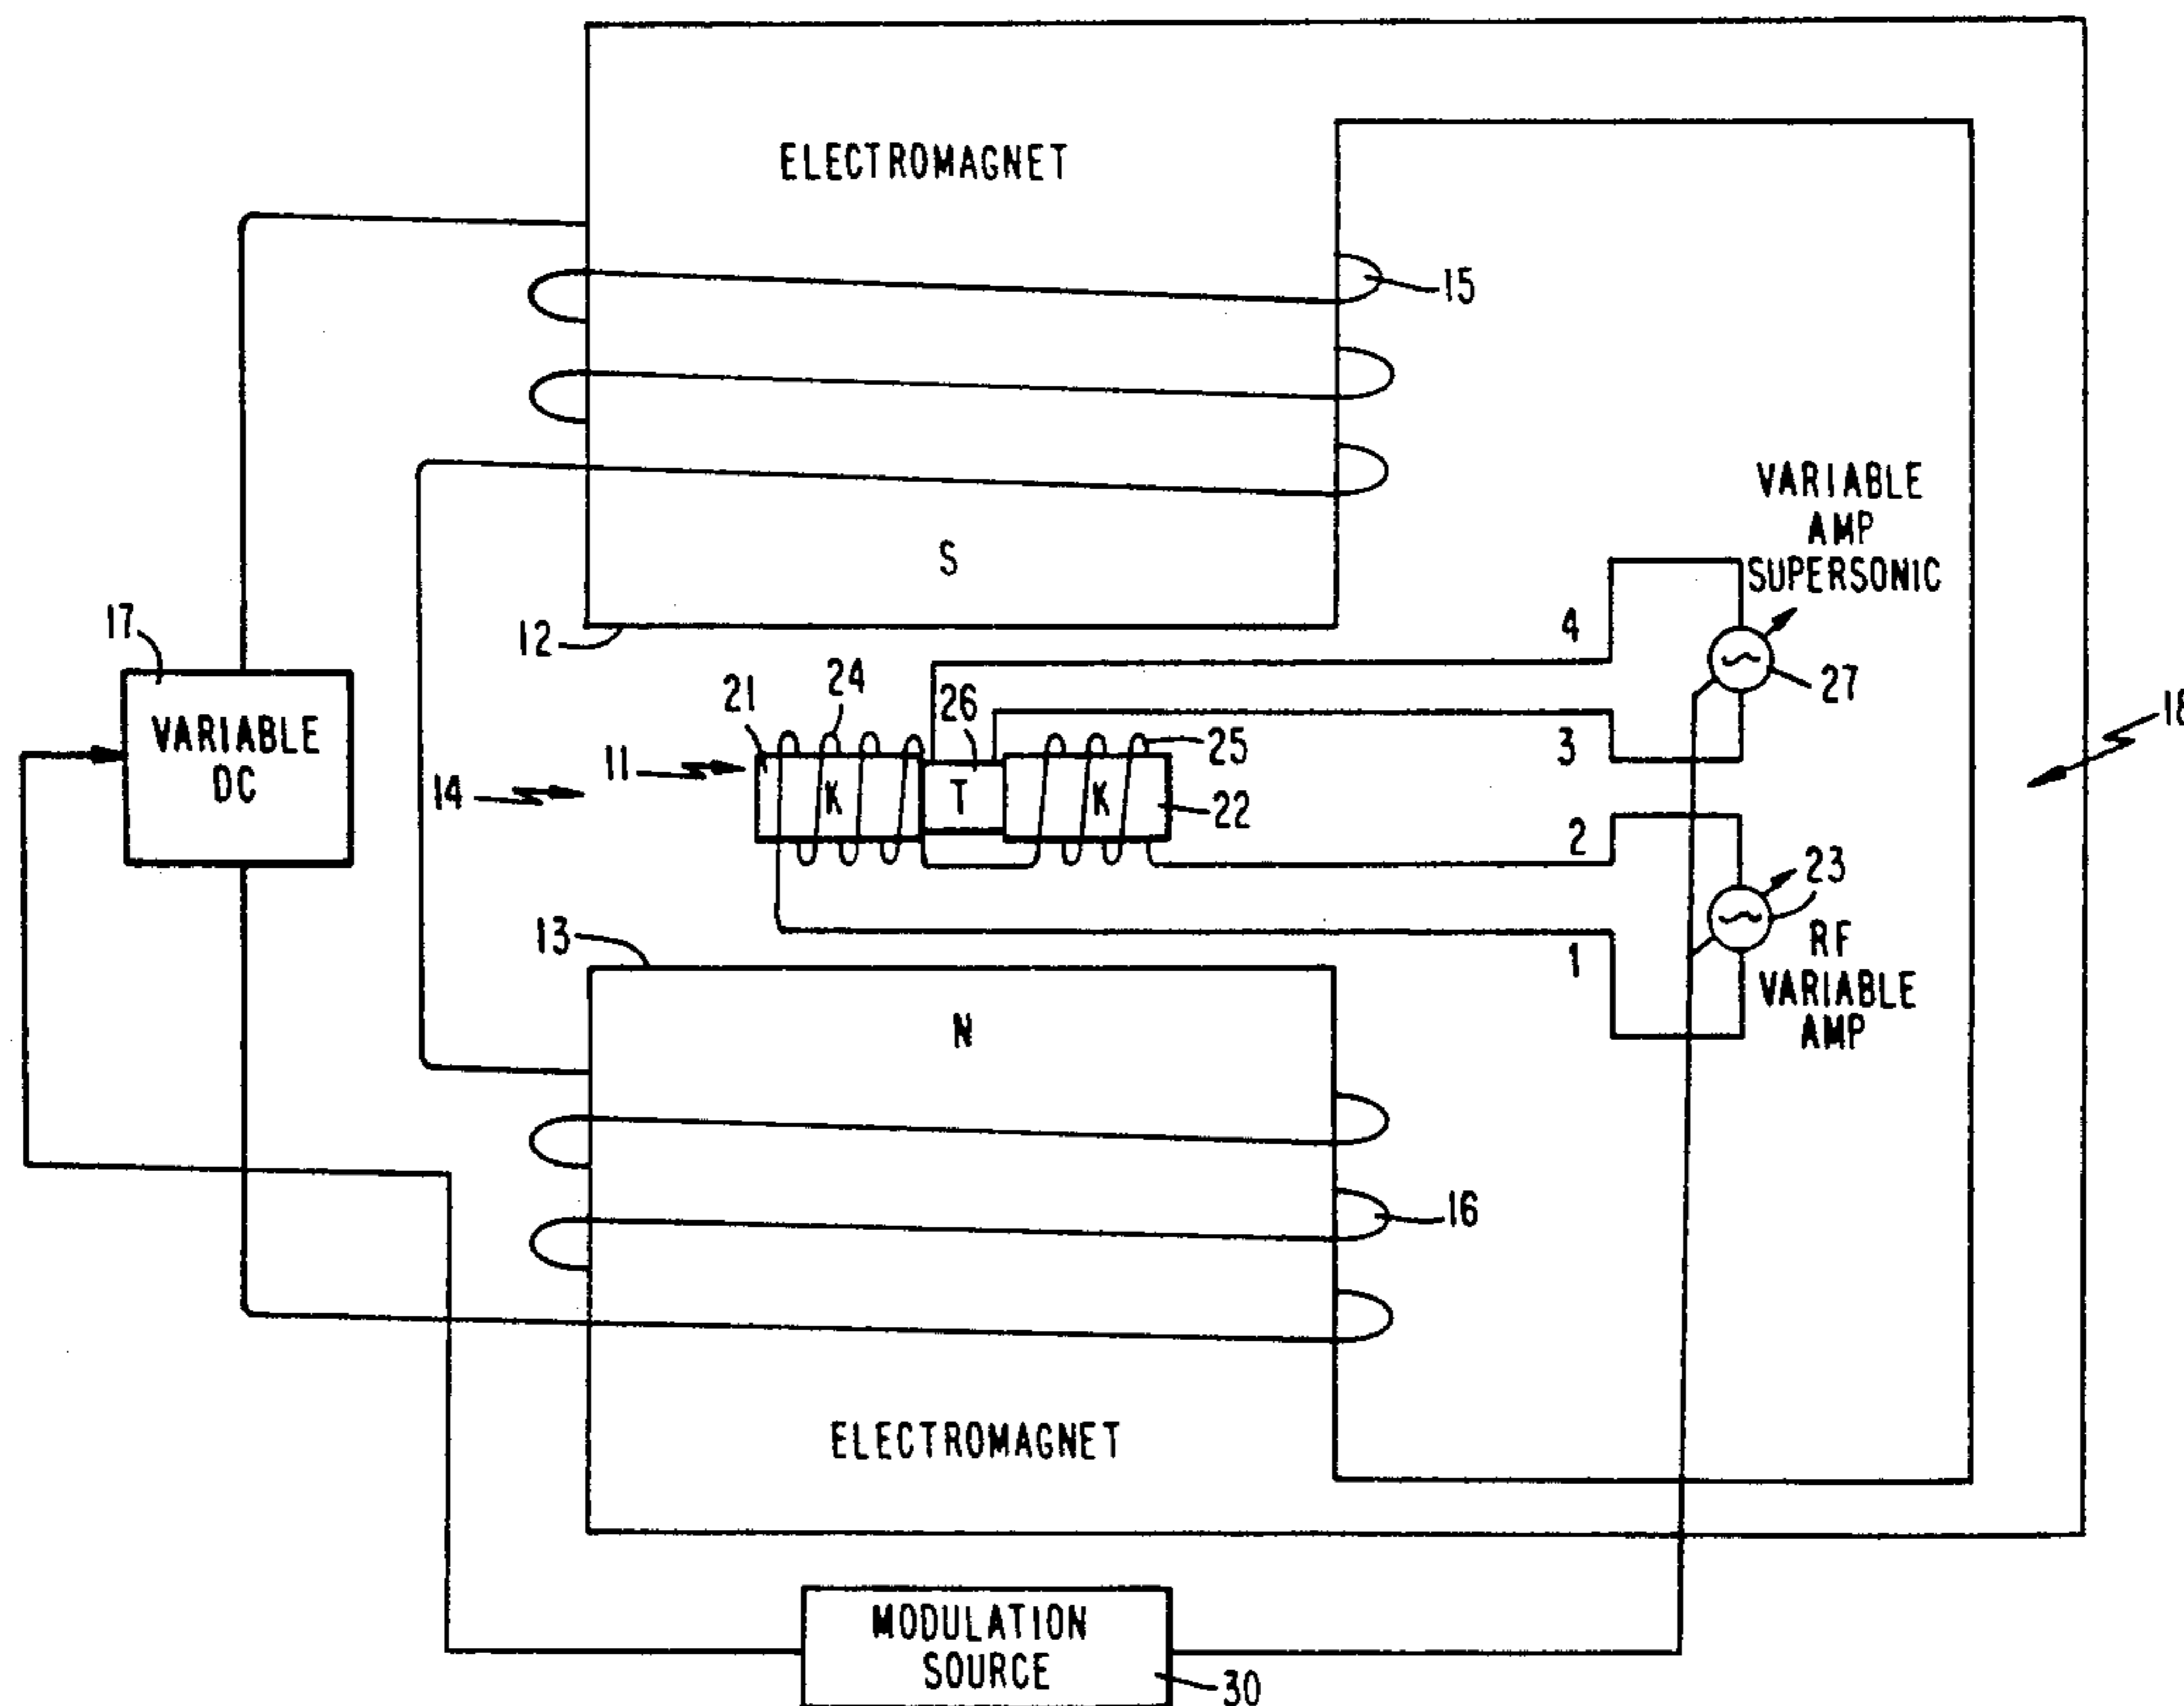 ELECTROMAGNET
15
S
VARIABLE
AMP
SUPERSONIC
17
12
4
27
18
VARIABLE
DC
21
24
26
25
3
11
14
K
T
K
22
2
23
13
1
RF
VARIABLE
AMP
N
16
ELECTROMAGNET
MODULATION
SOURCE
30